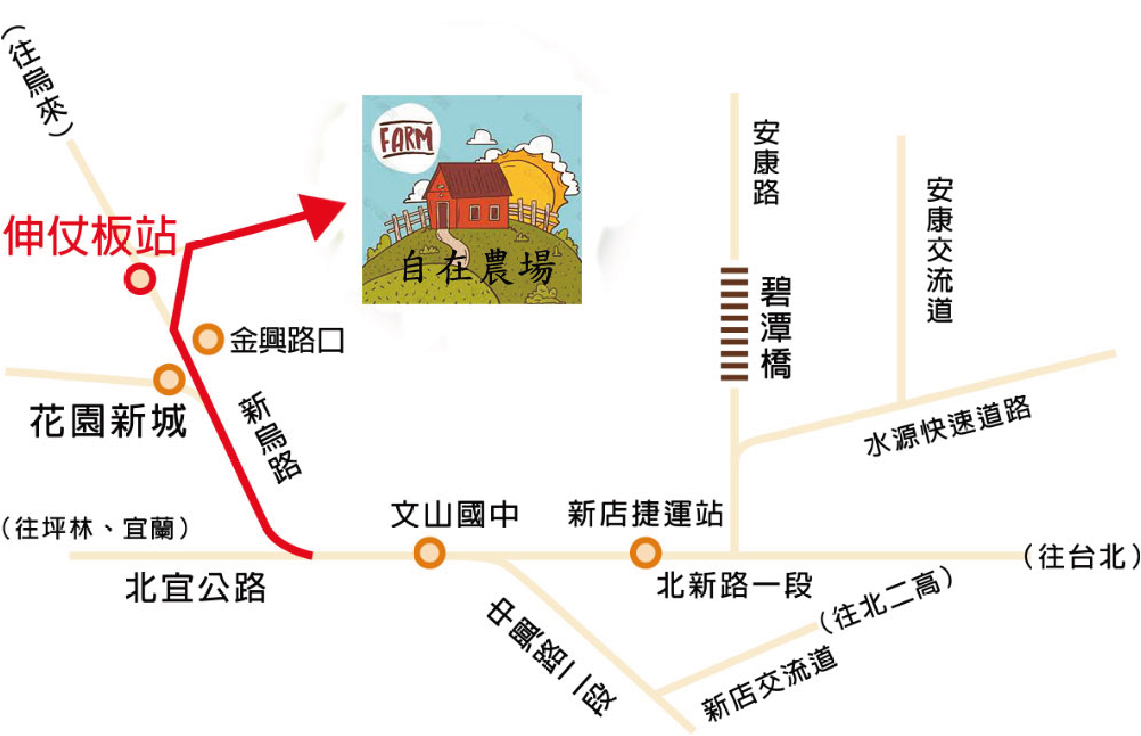 （往烏來）
FARM
自在農場
安康路
安康交流道
伸仗板站
碧潭橋
金興路口
花園新城
新烏路
水源快速道路
（往坪林、宜蘭）
文山國中
新店捷運站
（往台北）
北宜公路
北新路一段
（往北二高）
中興路二段
新店交流道